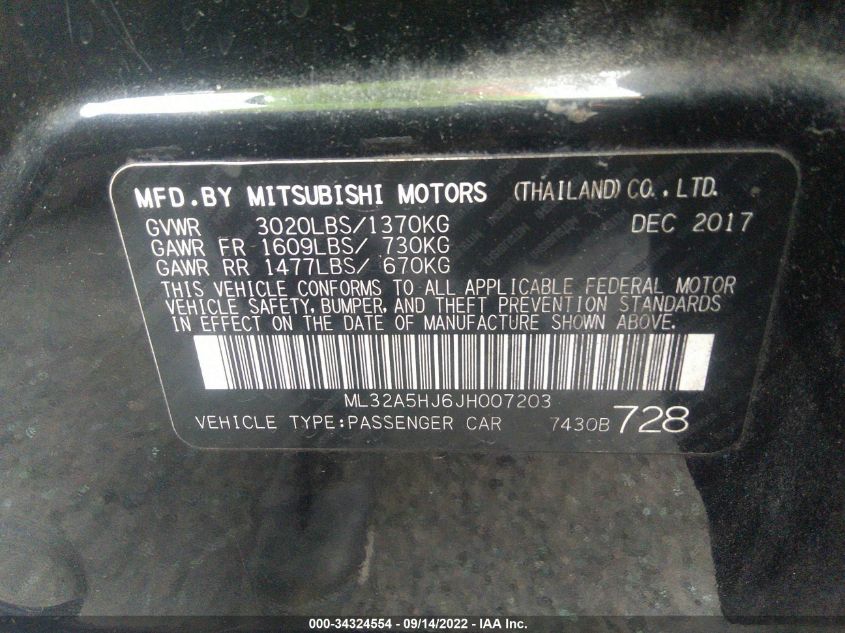 MFD.BY MITSUBISHI MOTORS (THAILAND) CO.,LTD.
GVWR 3020LBS/1370KG DEC 2017
GAWR FR 1609LBS/ 730KG
GAWR RR 1477LBS/ 670KG
THIS VEHICLE CONFORMS TO ALL APPLICABLE FEDERAL MOTOR
VEHICLE SAFETY, BUMPER, AND THEFT PREVENTION STANDARDS
IN EFFECT ON THE DATE OF MANUFACTURE SHOWN ABOVE.
ML32A5HJ6JH007203
VEHICLE TYPE:PASSENGER CAR 7430B 728
000-34324554 - 09/14/2022 - IAA Inc.